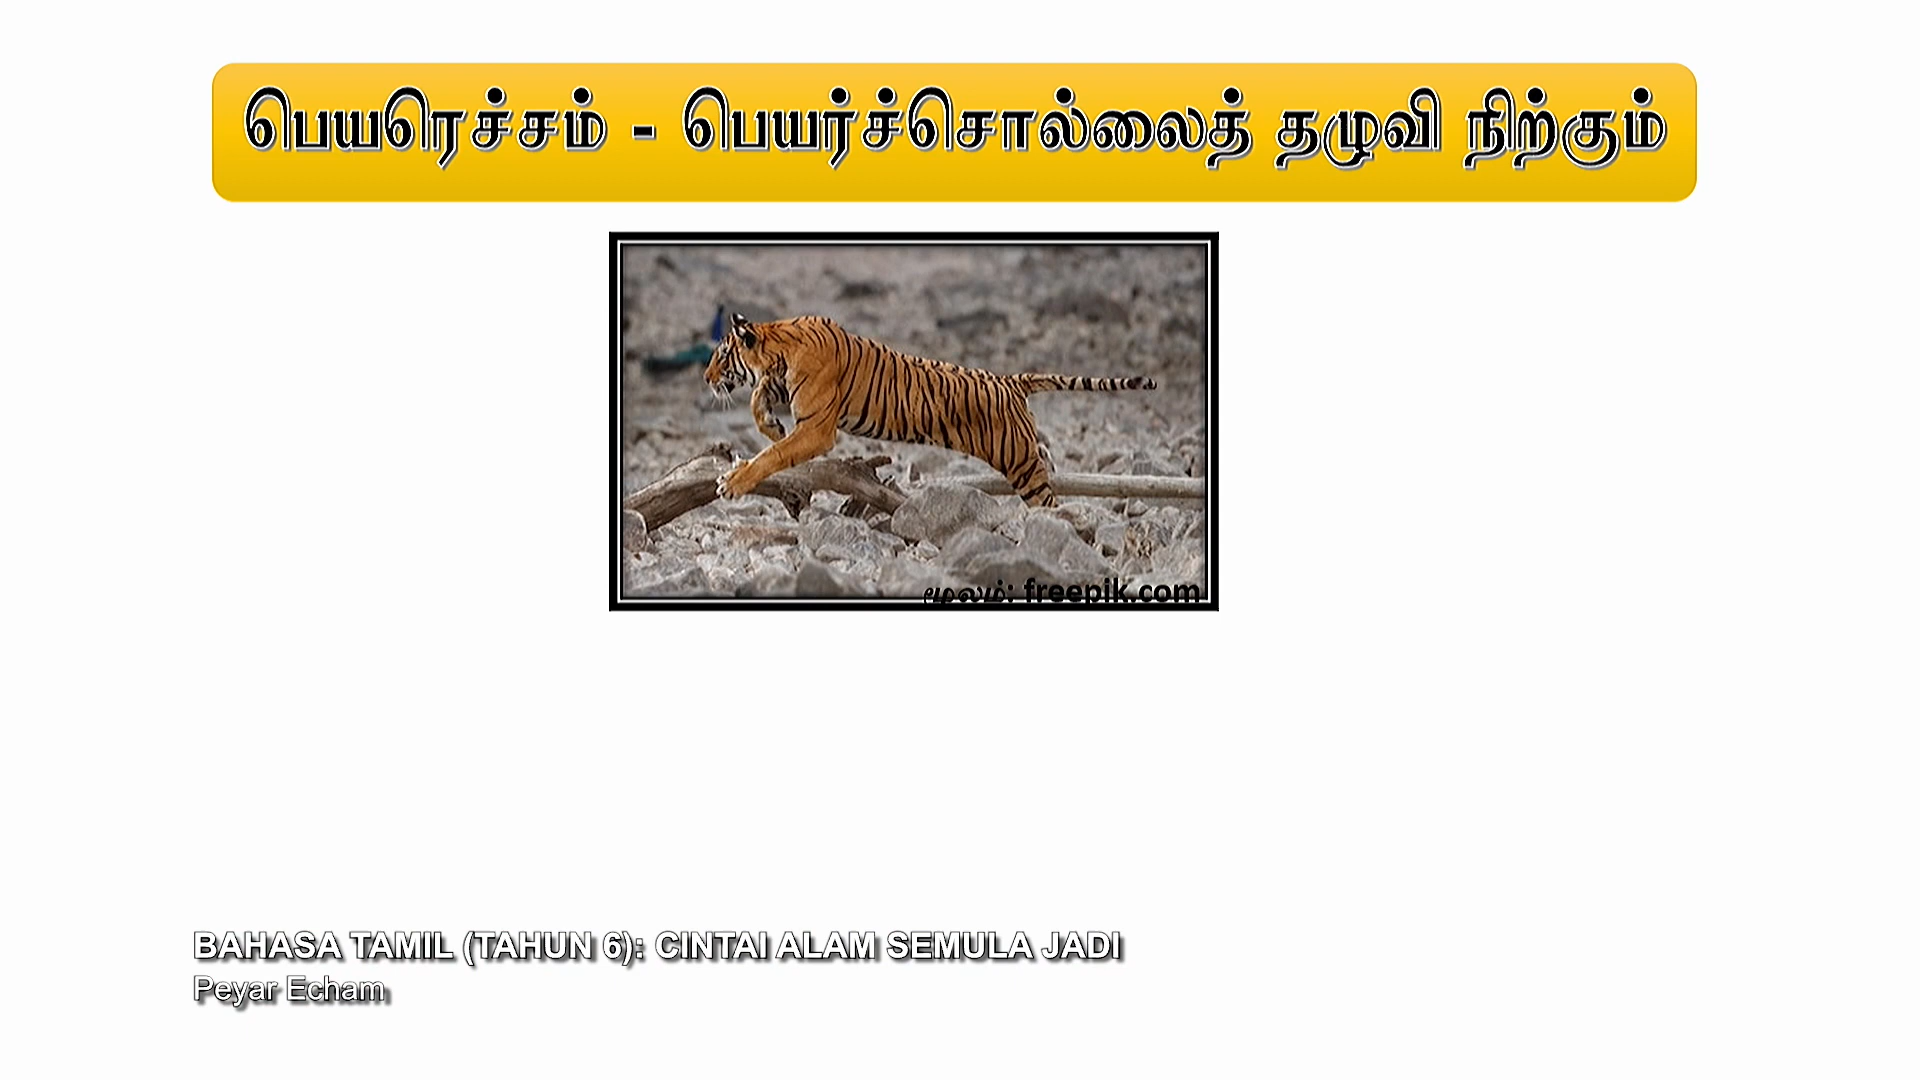 பெயரெச்சம் - பெயர்ச்சொல்லைத் தழுவி நிற்கும்
மூலம்: freepik.com
BAHASA TAMIL (TAHUN 6): CINTAI ALAM SEMULA JADI
Peyar Echam